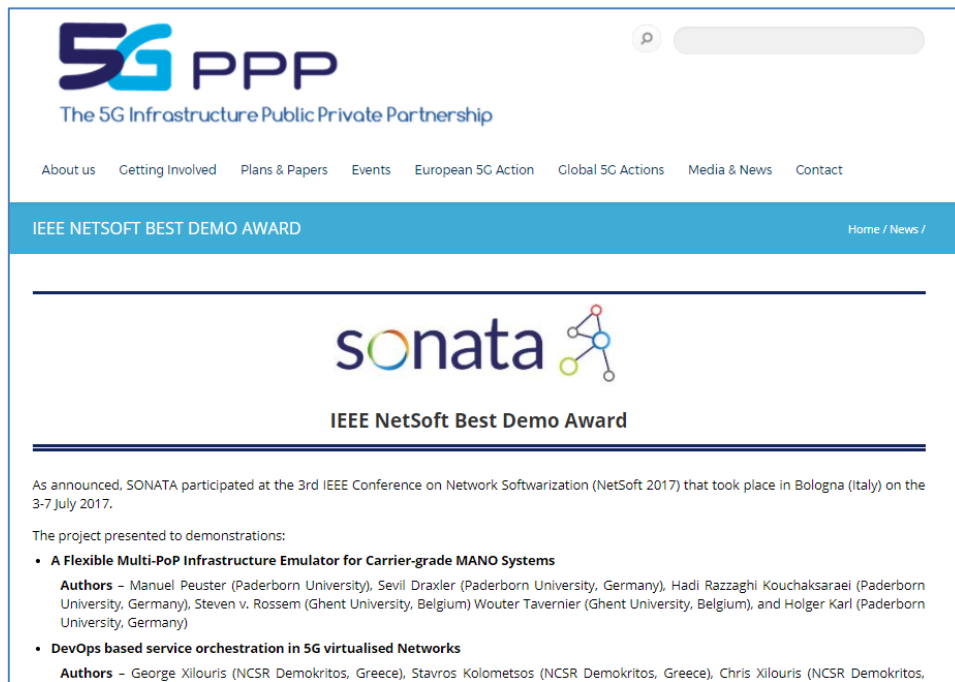 5G PPP
The 5G Infrastructure Public Private Partnership
About us Getting Involved Plans & Papers Events European 5G Action Global 5G Actions Media & News Contact
IEEE NETSOFT BEST DEMO AWARD Home / News /
sonata
IEEE NetSoft Best Demo Award
As announced, SONATA participated at the 3rd IEEE Conference on Network Softwarization (NetSoft 2017) that took place in Bologna (Italy) on the
3-7 July 2017.
The project presented to demonstrations:
• A Flexible Multi-PoP Infrastructure Emulator for Carrier-grade MANO Systems
Authors – Manuel Peuster (Paderborn University), Sevil Draxler (Paderborn University, Germany), Hadi Razzaghi Kouchaksaraei (Paderborn
University, Germany), Steven v. Rossem (Ghent University, Belgium) Wouter Tavernier (Ghent University, Belgium), and Holger Karl (Paderborn
University, Germany)
• DevOps based service orchestration in 5G virtualised Networks
Authors – George Xilouris (NCSR Demokritos, Greece), Stavros Kolometsos (NCSR Demokritos, Greece), Chris Xilouris (NCSR Demokritos,